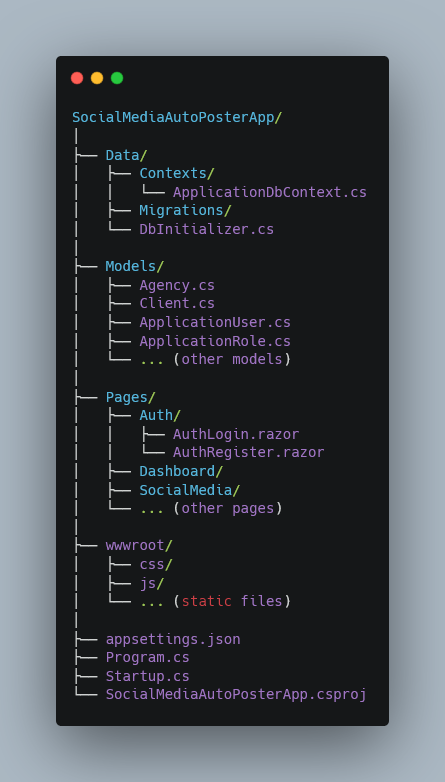 SocialMediaAutoPosterApp/
│
├── Data/
│   ├── Contexts/
│   │   └── ApplicationDbContext.cs
│   ├── Migrations/
│   └── DbInitializer.cs
│
├── Models/
│   ├── Agency.cs
│   ├── Client.cs
│   ├── ApplicationUser.cs
│   ├── ApplicationRole.cs
│   └── ... (other models)
│
├── Pages/
│   ├── Auth/
│   │   ├── AuthLogin.razor
│   │   └── AuthRegister.razor
│   ├── Dashboard/
│   ├── SocialMedia/
│   └── ... (other pages)
│
├── wwwroot/
│   ├── css/
│   ├── js/
│   └── ... (static files)
│
├── appsettings.json
├── Program.cs
├── Startup.cs
└── SocialMediaAutoPosterApp.csproj